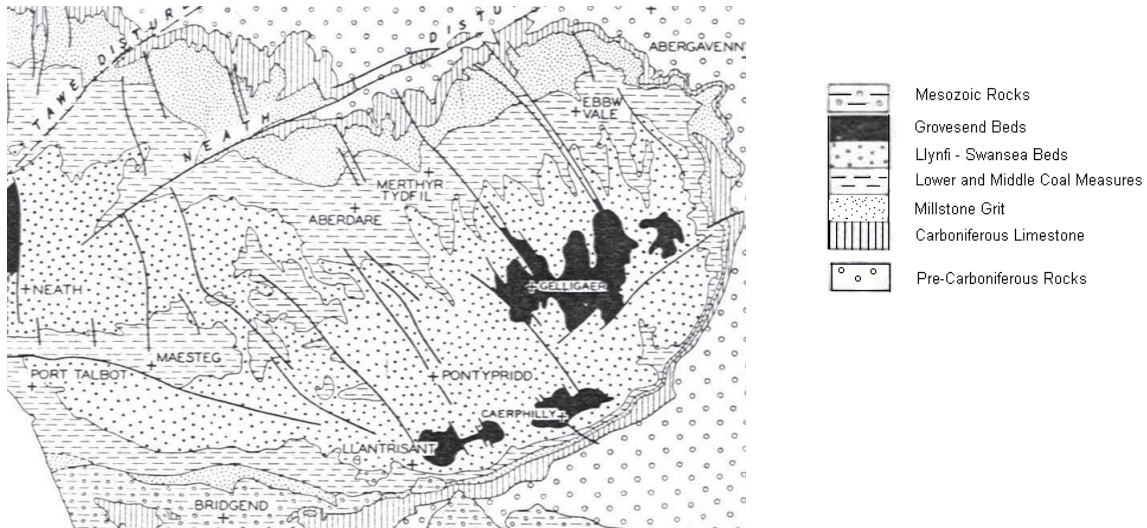 TAWE DISTUR
NEATH DISTU
ABERGAVENN
EBBW
VALE
MERTHYR
TYDFIL
ABERDARE
GELLIGAER
NEATH
MAESTEG
PORT TALBOT
PONTYPRIDD
CAERPHILLY
LLANTRISANT
BRIDGEND
Mesozoic Rocks
Grovesend Beds
Llynfi - Swansea Beds
Lower and Middle Coal Measures
Millstone Grit
Carboniferous Limestone
Pre-Carboniferous Rocks